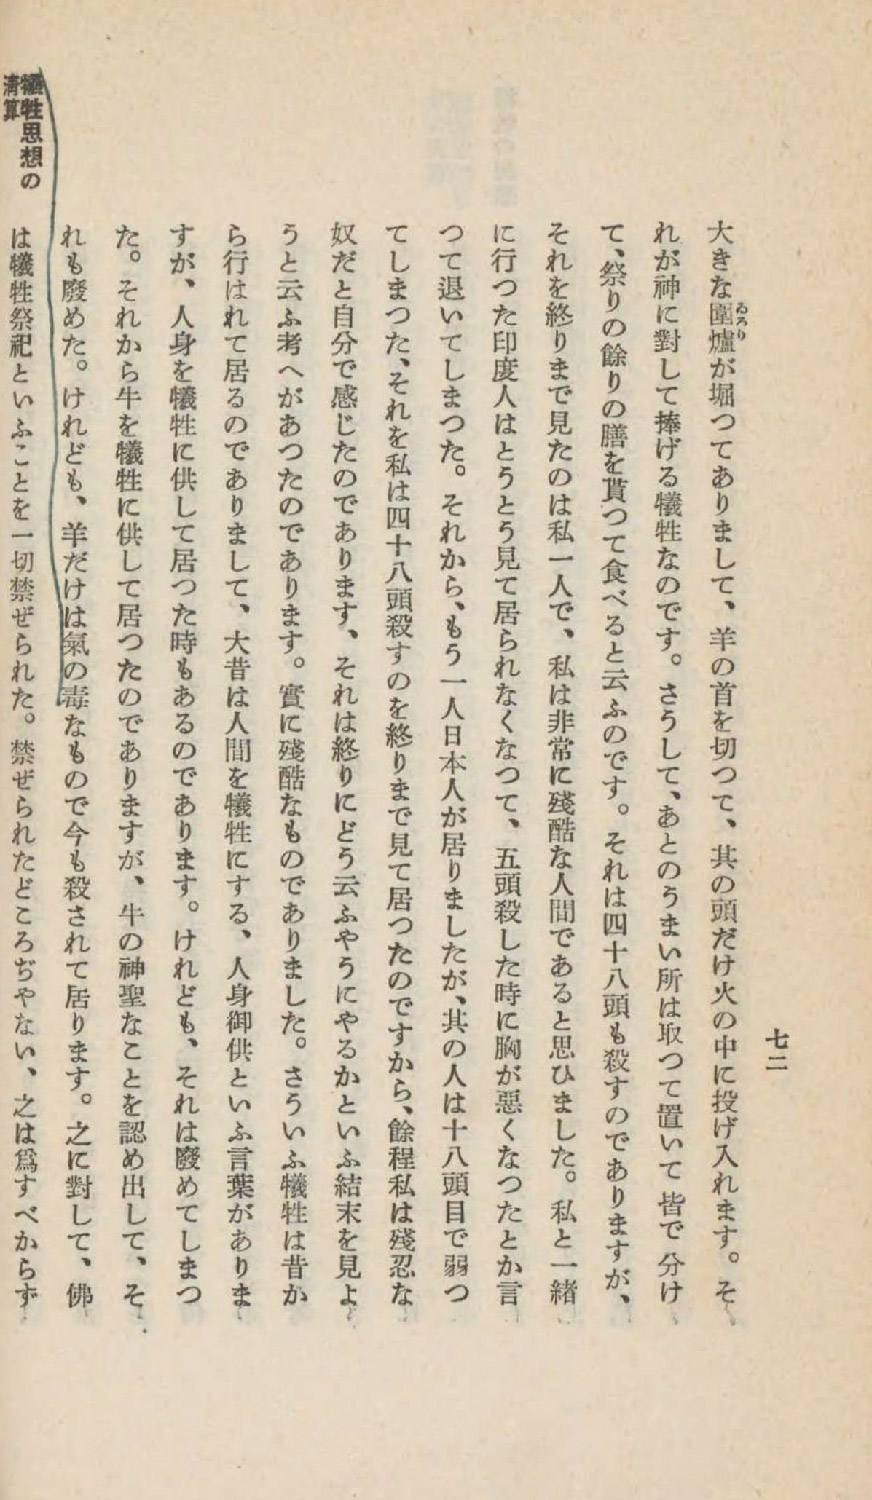 七二
大きな圍爐が堀つてありまして、羊の首を切つて、其の頭だけ火の中に投げ入れます。そ
ゐろり
れが神に對して捧げる犧牲なのです。さうして、あとのうまい所は取つて置いて皆で分け
て、祭りの餘りの膳を貰つて食べると云ふのです。それは四十八頭も殺すのでありますが、
それを終りまで見たのは私一人で、私は非常に殘酷な人間であると思ひました。私と一緒
に行つた印度人はとうとう見て居られなくなつて、五頭殺した時に胸が悪くなつたとか言
つて退いてしまつた。それから、もう一人日本人が居りましたが、其の人は十八頭目で弱つ
てしまつた、それを私は四十八頭殺すのを終りまで見て居つたのですから、餘程私は殘忍な
奴だと自分で感じたのであります、それは終りにどう云ふやうにやるかといふ結末を見よ
うと云ふ考へがあつたのであります。實に殘酷なものでありました。さういふ犧牲は昔か
ら行はれて居るのでありまして、大昔は人間を犧牲にする、人身御供といふ言葉がありま
すが、人身を犧牲に供して居つた時もあるのであります。けれども、それは廢めてしまつ
た。それから牛を犧牲に供して居つたのでありますが、牛の神聖なことを認め出して、そ
れも廢めた。けれども、羊だけは氣の毒なもので今も殺されて居ります。之に對して、佛
犧牲思想の
淸算
は犧牲祭祀といふことを一切禁ぜられた。禁ぜられたどころぢやない、之は爲すべからず